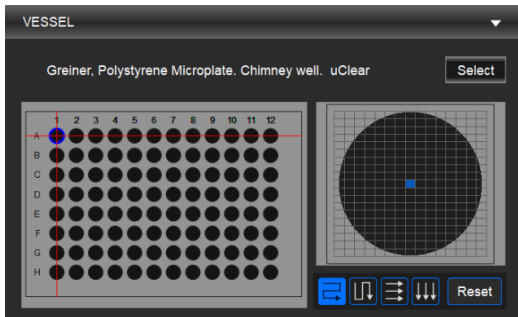 VESSEL
Greiner, Polystyrene Microplate. Chimney well. uClear
Select
1 2 3 4 5 6 7 8 9 10 11 12
A
B
C
D
E
F
G
H
Reset